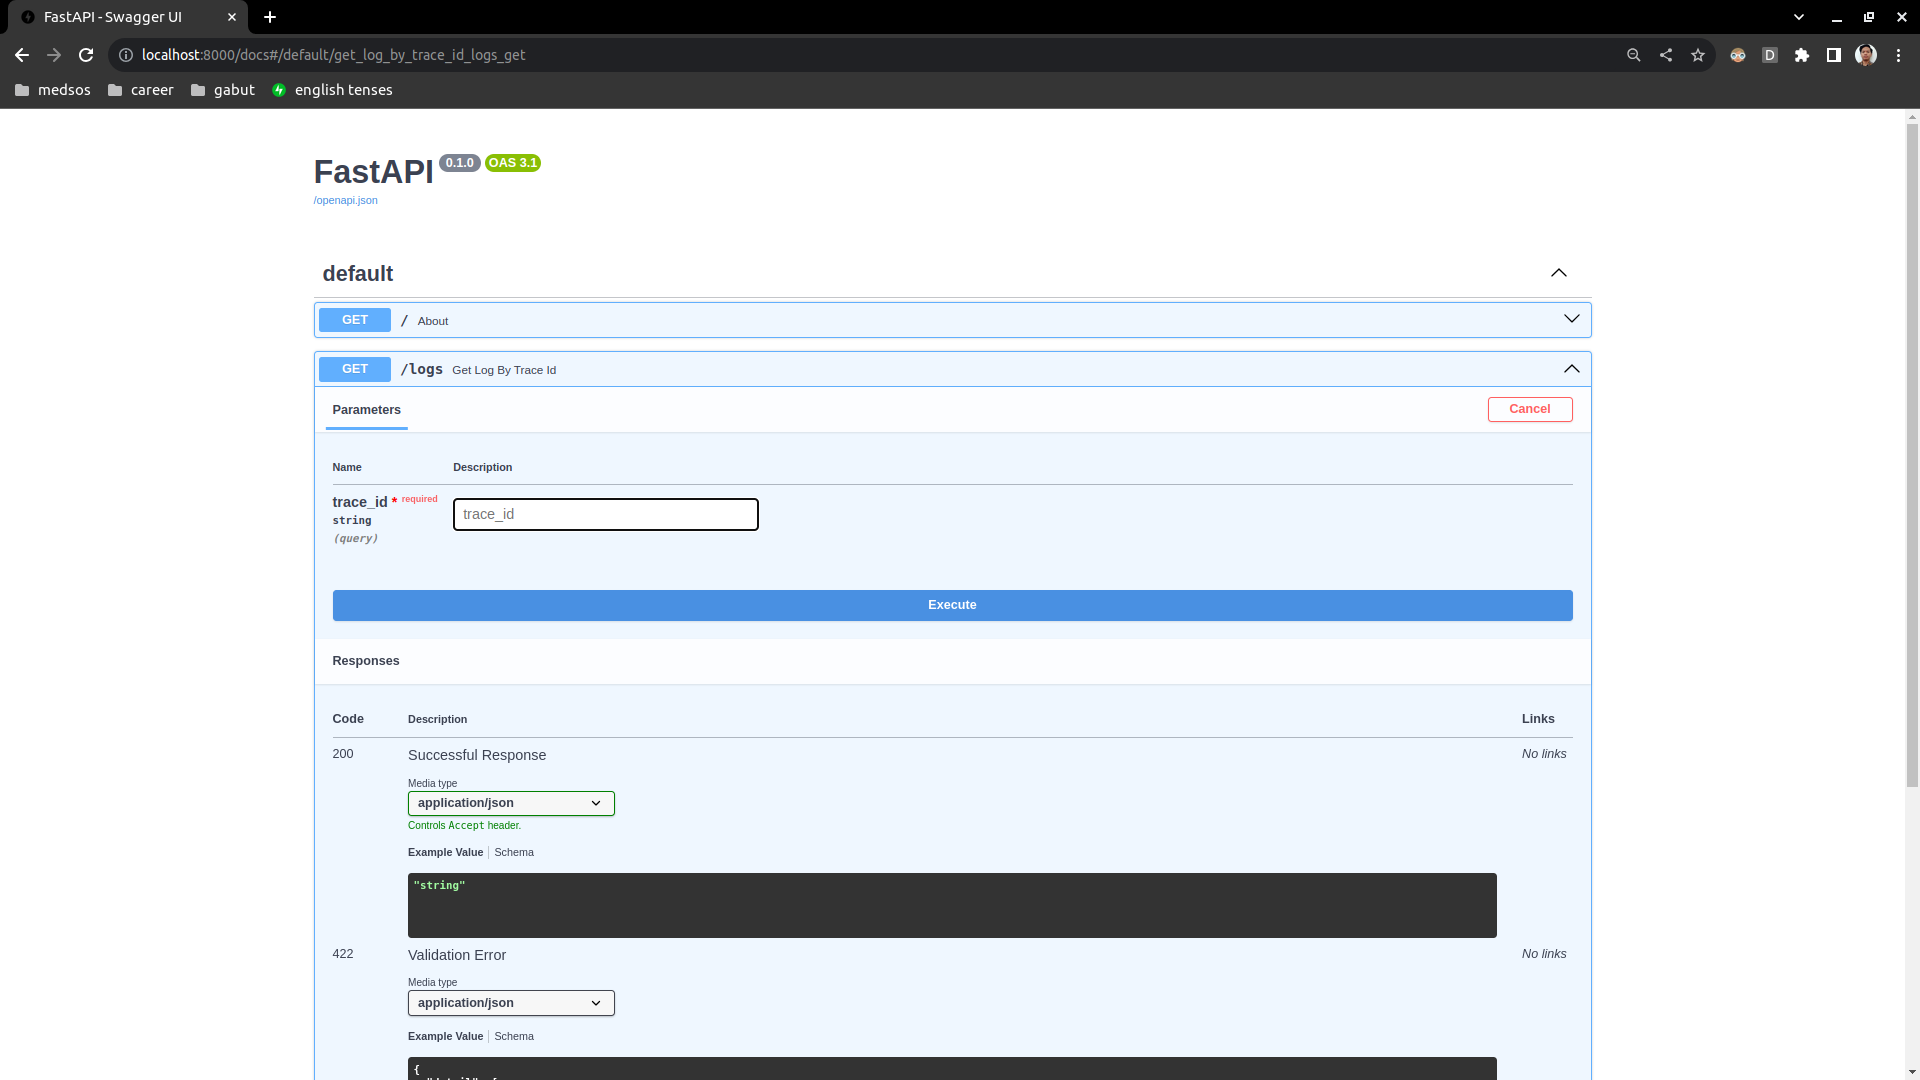 FastAPI - Swagger UI
localhost:8000/docs#/default/get_log_by_trace_id_logs_get
D
medsos career gabut english tenses
FastAPI 0.1.0 OAS 3.1
/openapi.json
default
GET / About
GET /logs Get Log By Trace Id
Parameters Cancel
Name Description
trace_id * required
trace_id
string
(query)
Execute
Responses
Code Description Links
200 Successful Response No links
Media type
application/json
Controls Accept header.
Example Value Schema
"string"
422 Validation Error No links
Media type
application/json
Example Value Schema
{